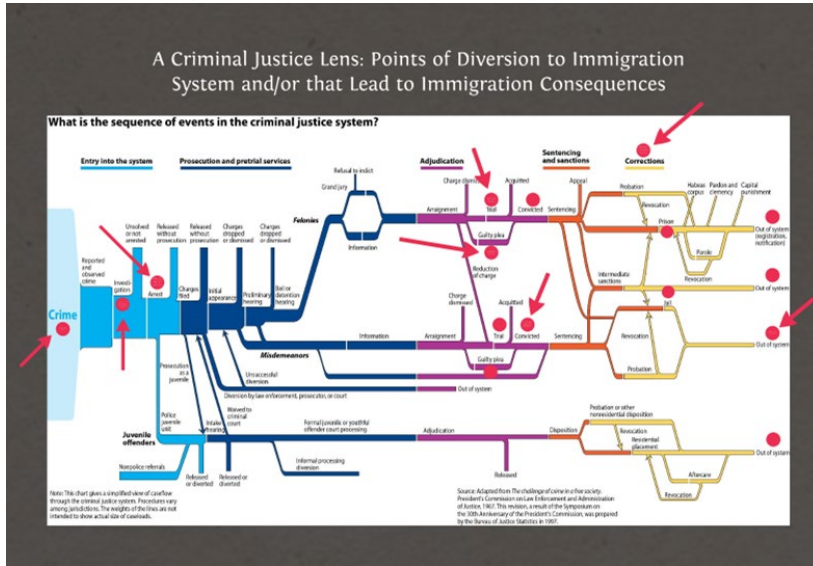 A Criminal Justice Lens: Points of Diversion to Immigration
System and/or that Lead to Immigration Consequences
What is the sequence of events in the criminal justice system?
Entry into the system
Prosecution and pretrial services
Adjudication
Sentencing
and sanctions
Corrections
Refusal to indict
Grand jury
Felonies
Information
Unsolved
or not
arrested
Released
without
prosecution
Released
without
prosecution
Charges
dropped
or dismissed
Charges
dropped
or dismissed
Reported
and
observed
crime
Investi-
gation
Arrest
Charges
filed
Initial
appearance
Preliminary
hearing
Bail or
detention
hearing
Crime
Charge dismissed
Acquitted
Arraignment
Trial
Convicted
Guilty plea
Reduction
of charge
Appeal
Sentencing
Probation
Revocation
Prison
Habeas
corpus
Pardon and
clemency
Capital
punishment
Parole
Revocation
Out of system
(registration,
notification)
Intermediate
sanctions
Out of system
Misdemeanors
Information
Charge
dismissed
Acquitted
Arraignment
Trial
Convicted
Guilty plea
Sentencing
Jail
Revocation
Probation
Out of system
Unsuccessful
diversion
Diversion by law enforcement, prosecutor, or court
Out of system
Prosecution
as a
juvenile
Waived to
criminal
court
Police
juvenile
unit
Intake
hearing
Juvenile
offenders
Formal juvenile or youthful
offender court processing
Informal processing
diversion
Nonpolice referrals
Released
or diverted
Released or
diverted
Adjudication
Released
Disposition
Probation or other
nonresidential disposition
Revocation
Residential
placement
Aftercare
Revocation
Out of system
Note: This chart gives a simplified view of caseflow
through the criminal justice system. Procedures vary
among jurisdictions. The weights of the lines are not
intended to show actual size of caseloads.
Source: Adapted from The challenge of crime in a free society.
President's Commission on Law Enforcement and Administration
of Justice, 1967. This revision, a result of the Symposium on
the 30th Anniversary of the President's Commission, was prepared
by the Bureau of Justice Statistics in 1997.